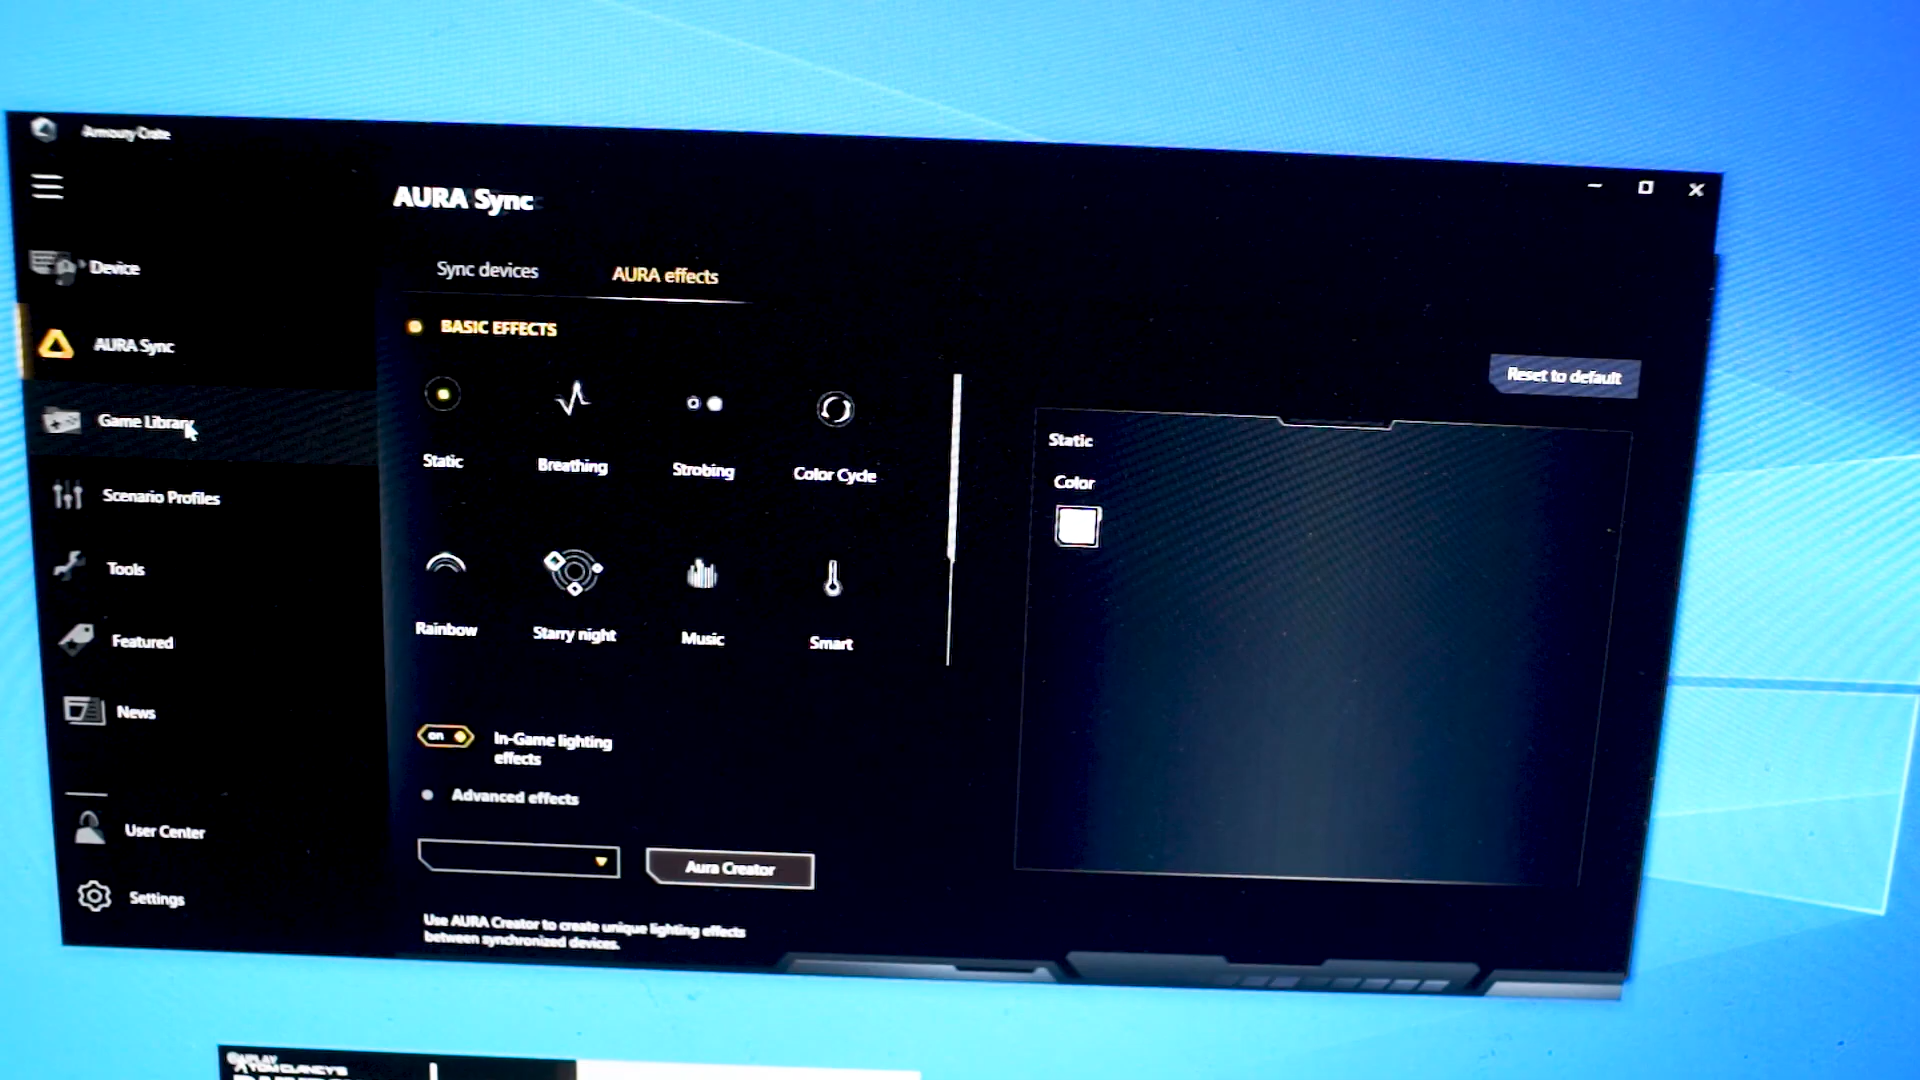 Armoury Crate
AURA Sync
Device
Sync devices
AURA effects
BASIC EFFECTS
AURA Sync
Reset to default
Game Library
Static
Breathing
Strobing
Color Cycle
Static
Color
Scenario Profiles
Tools
Rainbow
Starry night
Music
Smart
Featured
News
on
In-Game lighting
effects
Advanced effects
User Center
Aura Creator
Settings
Use AURA Creator to create unique lighting effects
between synchronized devices.
TOM CLANCY'S